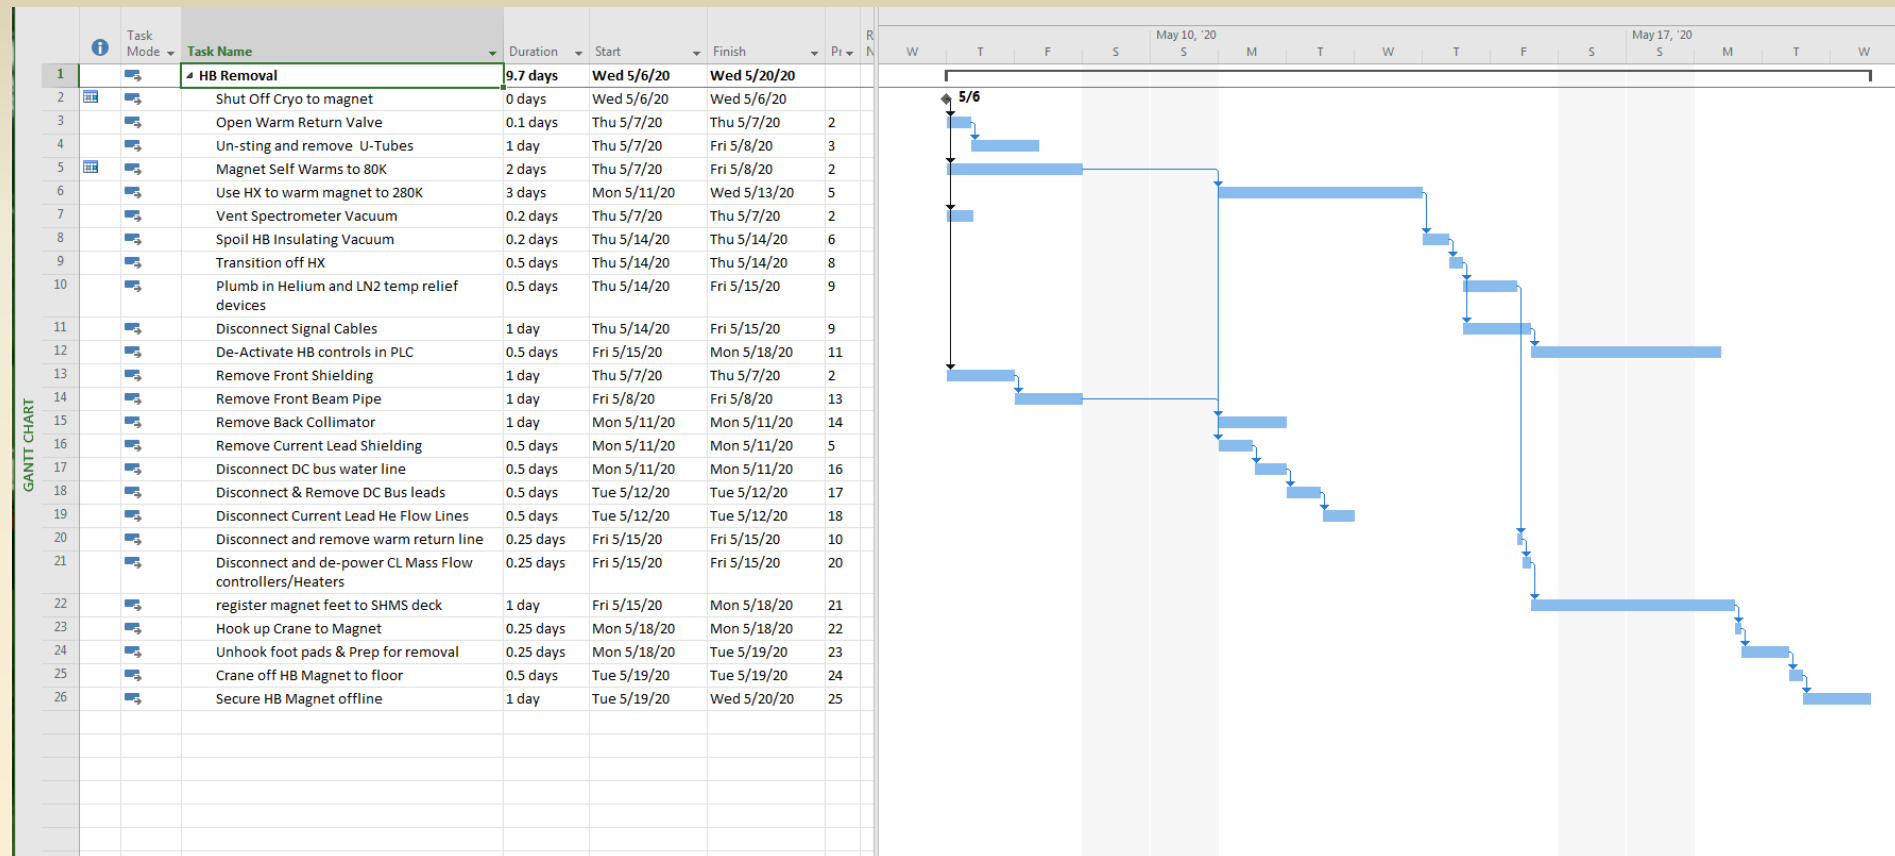 Task
Mode Task Name Duration Start Finish Pr R
N
May 10, '20 May 17, '20
W T F S S M T W T F S S M T W
1 HB Removal 9.7 days Wed 5/6/20 Wed 5/20/20
2 Shut Off Cryo to magnet 0 days Wed 5/6/20 Wed 5/6/20 5/6
3 Open Warm Return Valve 0.1 days Thu 5/7/20 Thu 5/7/20 2
4 Un-sting and remove U-Tubes 1 day Thu 5/7/20 Fri 5/8/20 3
5 Magnet Self Warms to 80K 2 days Thu 5/7/20 Fri 5/8/20 2
6 Use HX to warm magnet to 280K 3 days Mon 5/11/20 Wed 5/13/20 5
7 Vent Spectrometer Vacuum 0.2 days Thu 5/7/20 Thu 5/7/20 2
8 Spoil HB Insulating Vacuum 0.2 days Thu 5/14/20 Thu 5/14/20 6
9 Transition off HX 0.5 days Thu 5/14/20 Thu 5/14/20 8
10 Plumb in Helium and LN2 temp relief 0.5 days Thu 5/14/20 Fri 5/15/20 9
devices
11 Disconnect Signal Cables 1 day Thu 5/14/20 Fri 5/15/20 9
12 De-Activate HB controls in PLC 0.5 days Fri 5/15/20 Mon 5/18/20 11
13 Remove Front Shielding 1 day Thu 5/7/20 Thu 5/7/20 2
14 Remove Front Beam Pipe 1 day Fri 5/8/20 Fri 5/8/20 13
15 Remove Back Collimator 1 day Mon 5/11/20 Mon 5/11/20 14
16 Remove Current Lead Shielding 0.5 days Mon 5/11/20 Mon 5/11/20 5
17 Disconnect DC bus water line 0.5 days Mon 5/11/20 Mon 5/11/20 16
18 Disconnect & Remove DC Bus leads 0.5 days Tue 5/12/20 Tue 5/12/20 17
19 Disconnect Current Lead He Flow Lines 0.5 days Tue 5/12/20 Tue 5/12/20 18
20 Disconnect and remove warm return line 0.25 days Fri 5/15/20 Fri 5/15/20 10
21 Disconnect and de-power CL Mass Flow 0.25 days Fri 5/15/20 Fri 5/15/20 20
controllers/Heaters
22 register magnet feet to SHMS deck 1 day Fri 5/15/20 Mon 5/18/20 21
23 Hook up Crane to Magnet 0.25 days Mon 5/18/20 Mon 5/18/20 22
24 Unhook foot pads & Prep for removal 0.25 days Mon 5/18/20 Tue 5/19/20 23
25 Crane off HB Magnet to floor 0.5 days Tue 5/19/20 Tue 5/19/20 24
26 Secure HB Magnet offline 1 day Tue 5/19/20 Wed 5/20/20 25
GANTT CHART